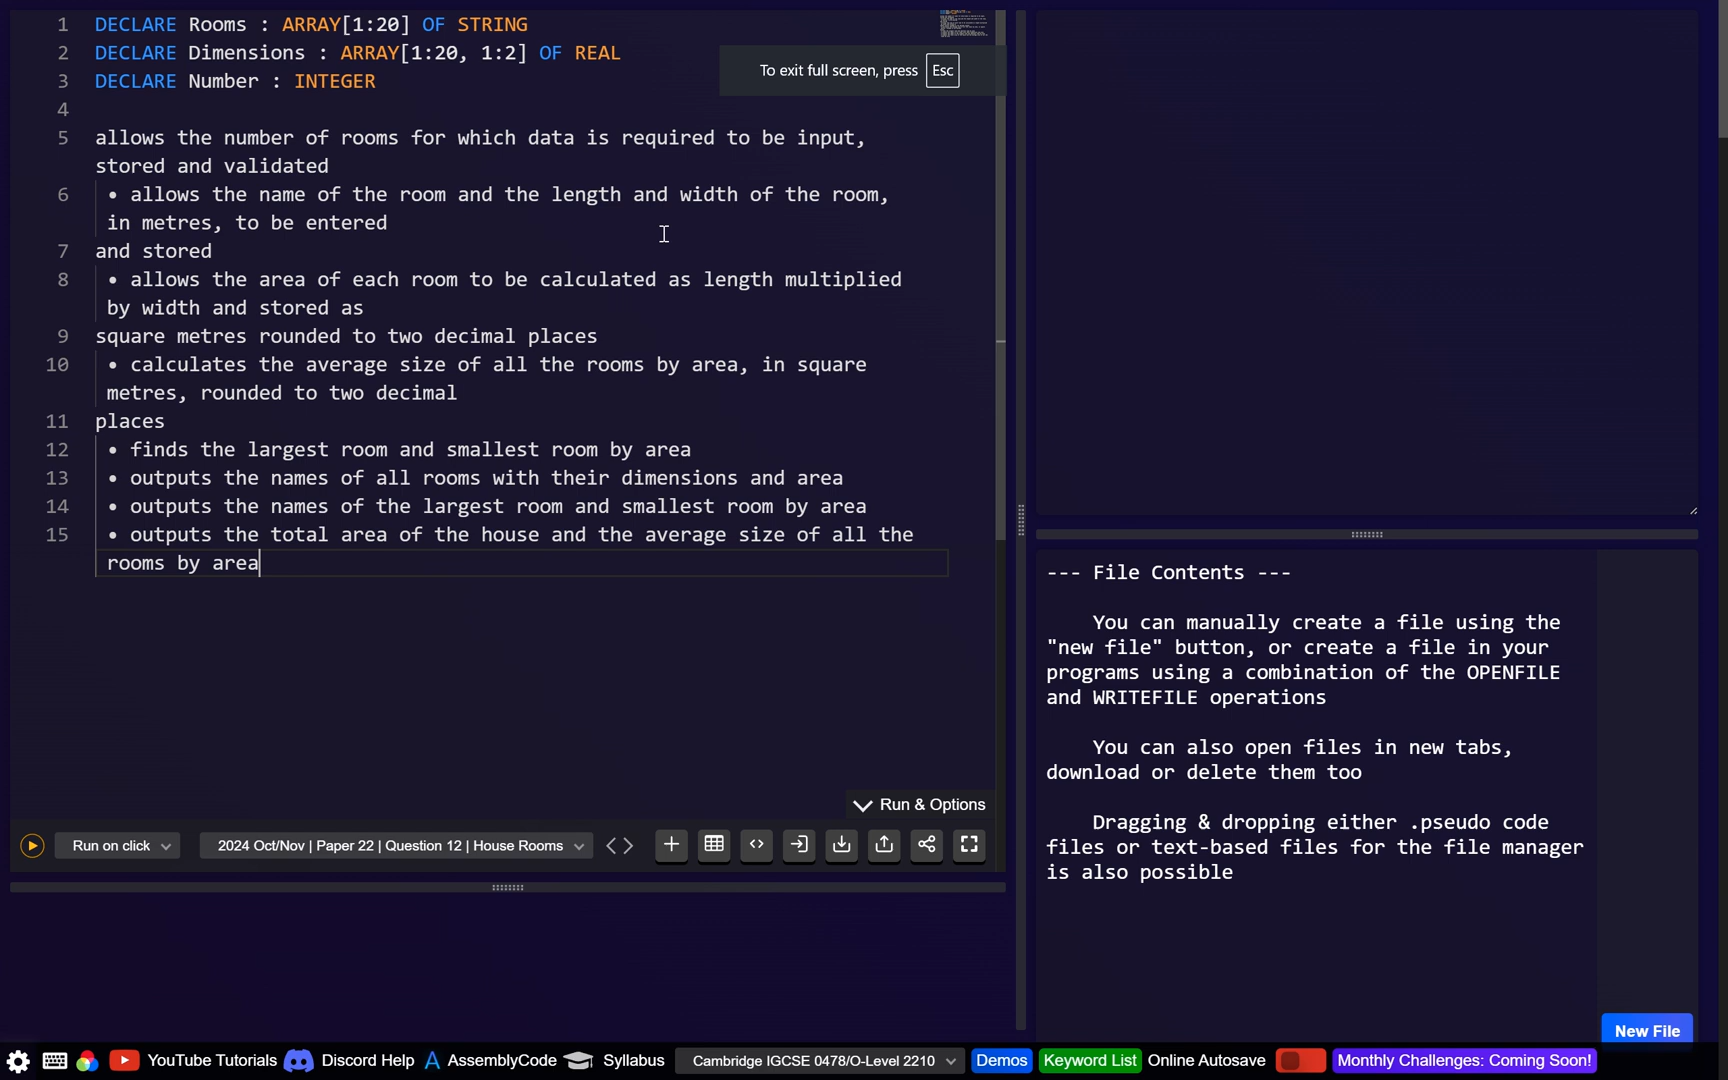 1 DECLARE Rooms : ARRAY[1:20] OF STRING
2 DECLARE Dimensions : ARRAY[1:20, 1:2] OF REAL
3 DECLARE Number : INTEGER
To exit full screen, press Esc
4
5 allows the number of rooms for which data is required to be input,
stored and validated
6 • allows the name of the room and the length and width of the room,
in metres, to be entered
7 and stored
8 • allows the area of each room to be calculated as length multiplied
by width and stored as
9 square metres rounded to two decimal places
10 • calculates the average size of all the rooms by area, in square
metres, rounded to two decimal
11 places
12 • finds the largest room and smallest room by area
13 • outputs the names of all rooms with their dimensions and area
14 • outputs the names of the largest room and smallest room by area
15 • outputs the total area of the house and the average size of all the
rooms by area
Run & Options
Run on click
2024 Oct/Nov | Paper 22 | Question 12 | House Rooms
--- File Contents ---
You can manually create a file using the
"new file" button, or create a file in your
programs using a combination of the OPENFILE
and WRITEFILE operations
You can also open files in new tabs,
download or delete them too
Dragging & dropping either .pseudo code
files or text-based files for the file manager
is also possible
New File
YouTube Tutorials Discord Help AssemblyCode Syllabus Cambridge IGCSE 0478/O-Level 2210 Demos Keyword List Online Autosave Monthly Challenges: Coming Soon!